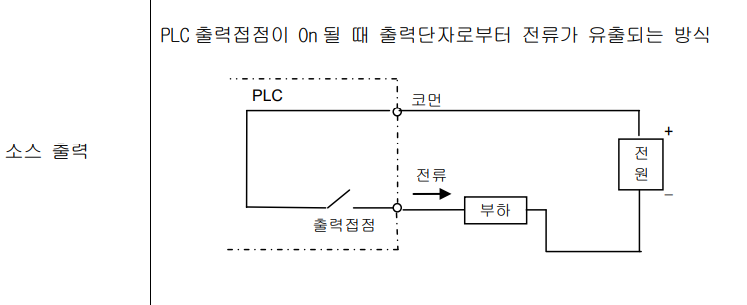 PLC 출력접점이 On 될 때 출력단자로부터 전류가 유출되는 방식
PLC
코먼
소스 출력
+
전
원
전류
–
부하
출력접점